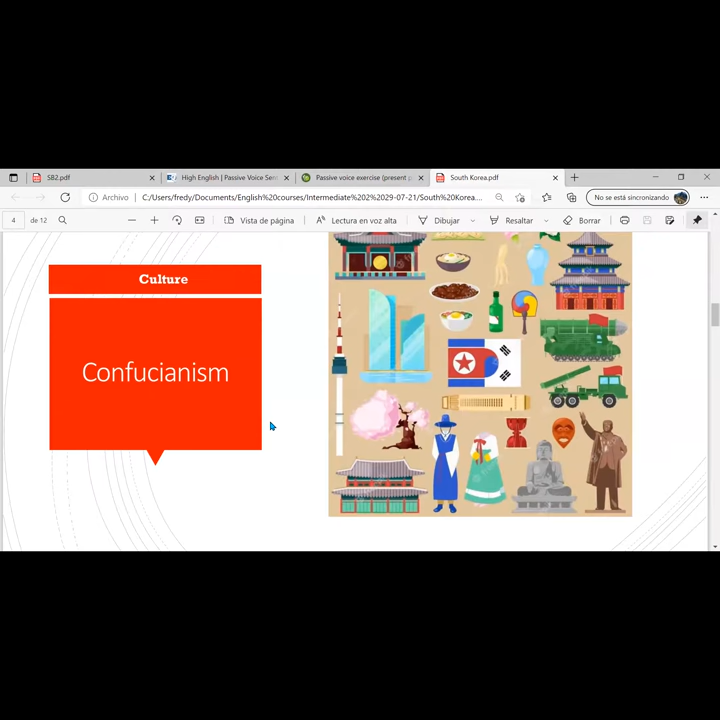 SB2.pdf
High English | Passive Voice Sen
Passive voice exercise (present p
South Korea.pdf
Archivo
C:/Users/fredy/Documents/English%20courses/Intermediate%202%2029-07-21/South%20Korea....
No se está sincronizando
4
de 12
Vista de página
Lectura en voz alta
Dibujar
Resaltar
Borrar
Culture
Confucianism